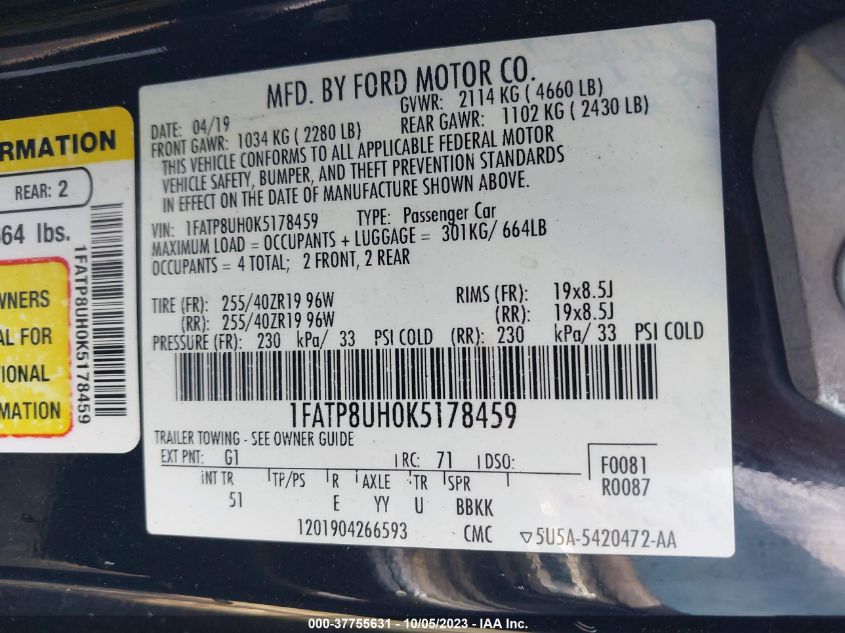 RMATION
REAR: 2
664 lbs.
WNERS
AL FOR
TIONAL
MATION
1FATP8UH0K5178459
MFD. BY FORD MOTOR CO.
DATE: 04/19 GVWR: 2114 KG ( 4660 LB)
FRONT GAWR: 1034 KG ( 2280 LB) REAR GAWR: 1102 KG ( 2430 LB)
THIS VEHICLE CONFORMS TO ALL APPLICABLE FEDERAL MOTOR
VEHICLE SAFETY, BUMPER, AND THEFT PREVENTION STANDARDS
IN EFFECT ON THE DATE OF MANUFACTURE SHOWN ABOVE.
VIN: 1FATP8UH0K5178459 TYPE: Passenger Car
MAXIMUM LOAD = OCCUPANTS + LUGGAGE = 301KG/ 664LB
OCCUPANTS = 4 TOTAL; 2 FRONT, 2 REAR
TIRE (FR): 255/40ZR19 96W RIMS (FR): 19x8.5J
(RR): 255/40ZR19 96W (RR): 19x8.5J
PRESSURE (FR): 230 kPa/ 33 PSI COLD (RR): 230 kPa/ 33 PSI COLD
1FATP8UH0K5178459
TRAILER TOWING - SEE OWNER GUIDE
EXT PNT: G1 RC: 71 DSO: F0081
INT TR TP/PS R AXLE TR SPR R0087
51 E YY U BBKK
1201904266593 CMC ▽5U5A-5420472-AA
000-37755631 - 10/05/2023 - IAA Inc.